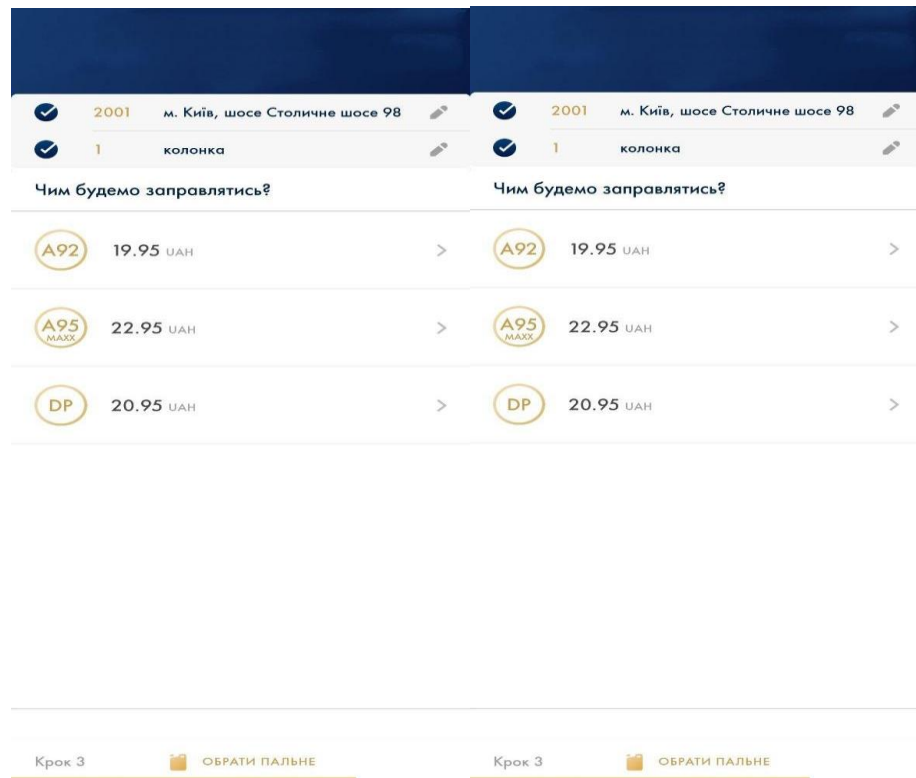 2001 м. Київ, шосе Столичне шосе 98
1 колонка
Чим будемо заправлятись?
A92 19.95 UAH
A95 MAXX 22.95 UAH
DP 20.95 UAH
Крок 3 ОБРАТИ ПАЛЬНЕ
2001 м. Київ, шосе Столичне шосе 98
1 колонка
Чим будемо заправлятись?
A92 19.95 UAH
A95 MAXX 22.95 UAH
DP 20.95 UAH
Крок 3 ОБРАТИ ПАЛЬНЕ